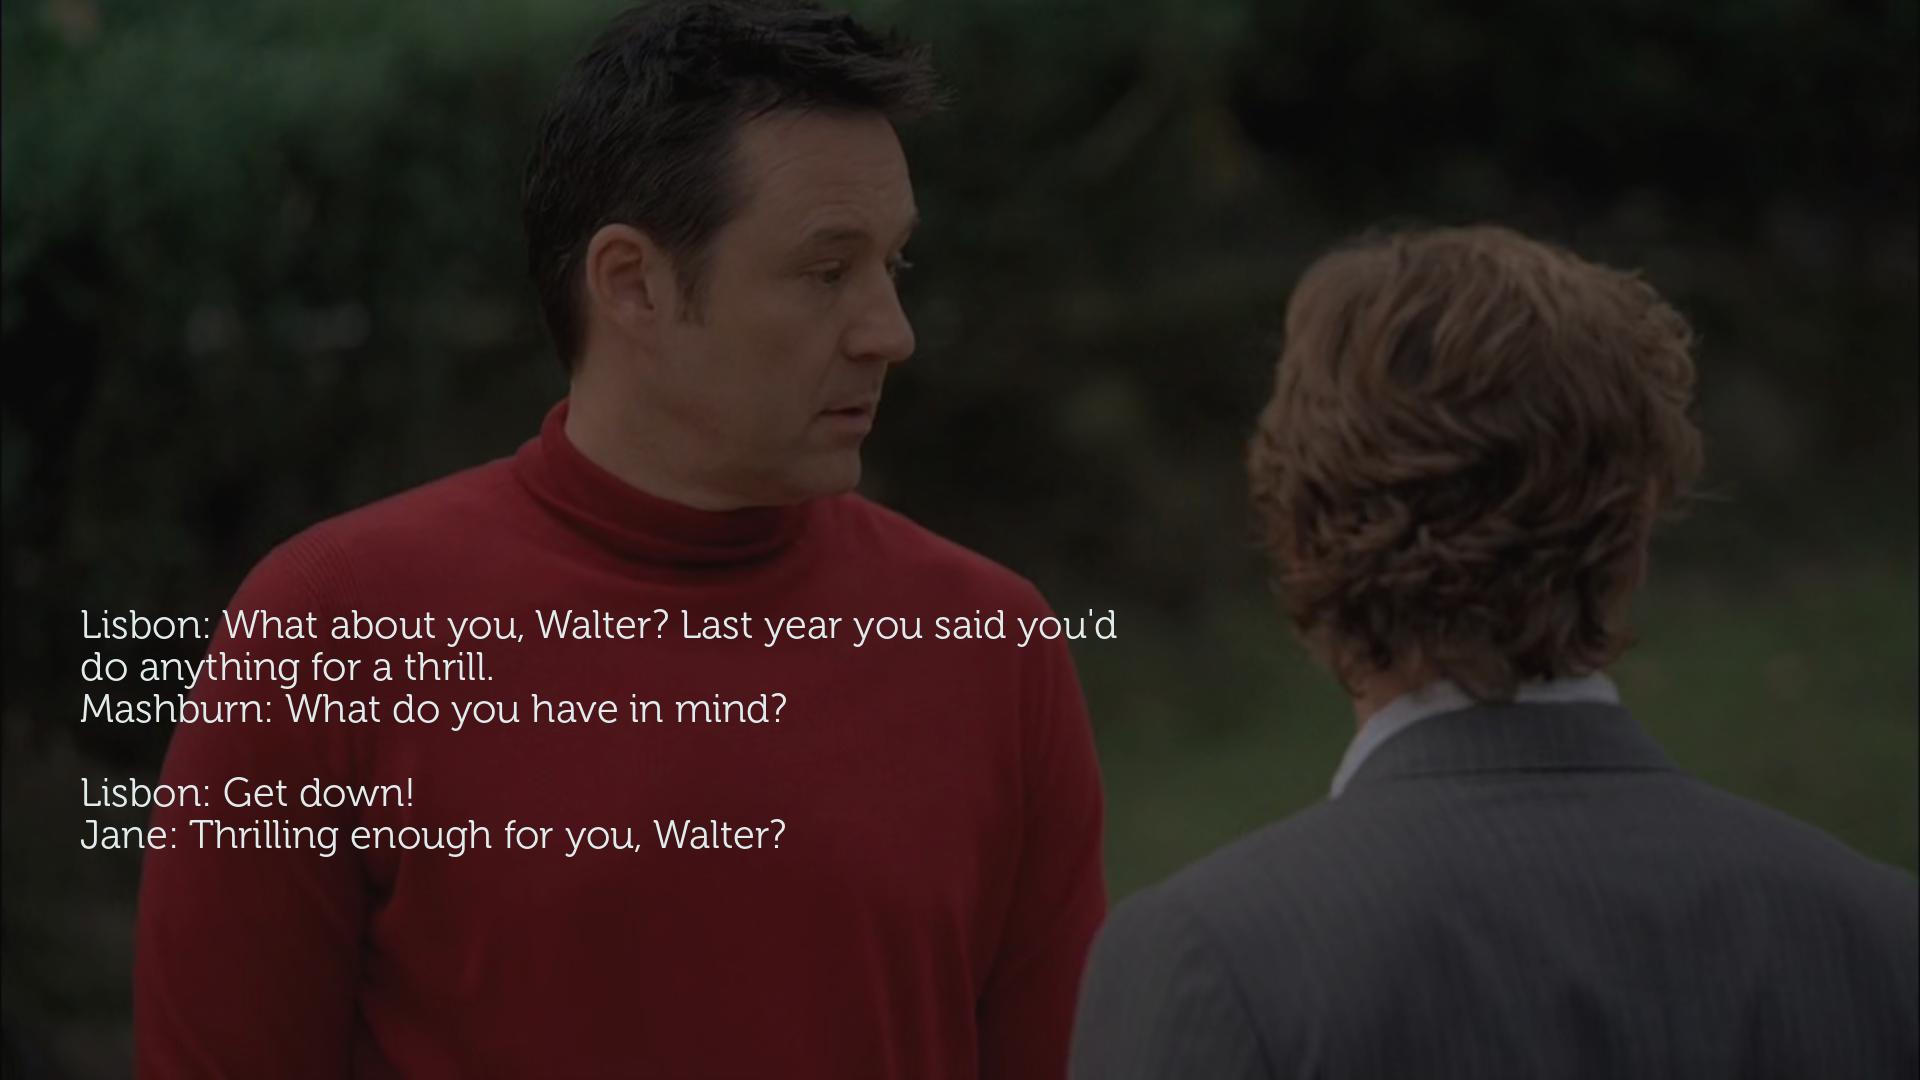 Lisbon: What about you, Walter? Last year you said you'd
do anything for a thrill.
Mashburn: What do you have in mind?
Lisbon: Get down!
Jane: Thrilling enough for you, Walter?